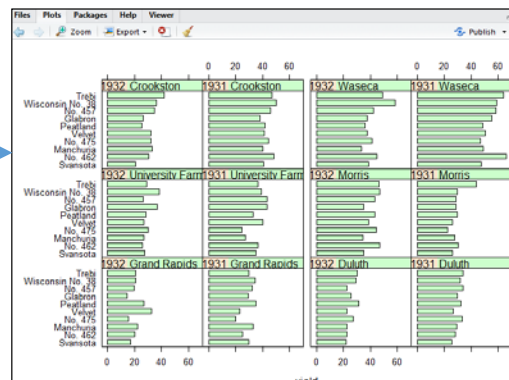 Files Plots Packages Help Viewer
Zoom Export Publish
0 20 40 60 0 20 40 60
1932 Crookston 1931 Crookston 1932 Waseca 1931 Waseca
Trebi
Wisconsin No. 38
No. 457
Glabron
Peatland
Velvet
No. 475
Manchuria
No. 462
Svansota
1932 University Farm 1931 University Farm 1932 Morris 1931 Morris
Trebi
Wisconsin No. 38
No. 457
Glabron
Peatland
Velvet
No. 475
Manchuria
No. 462
Svansota
1932 Grand Rapids 1931 Grand Rapids 1932 Duluth 1931 Duluth
Trebi
Wisconsin No. 38
No. 457
Glabron
Peatland
Velvet
No. 475
Manchuria
No. 462
Svansota
0 20 40 60 0 20 40 60